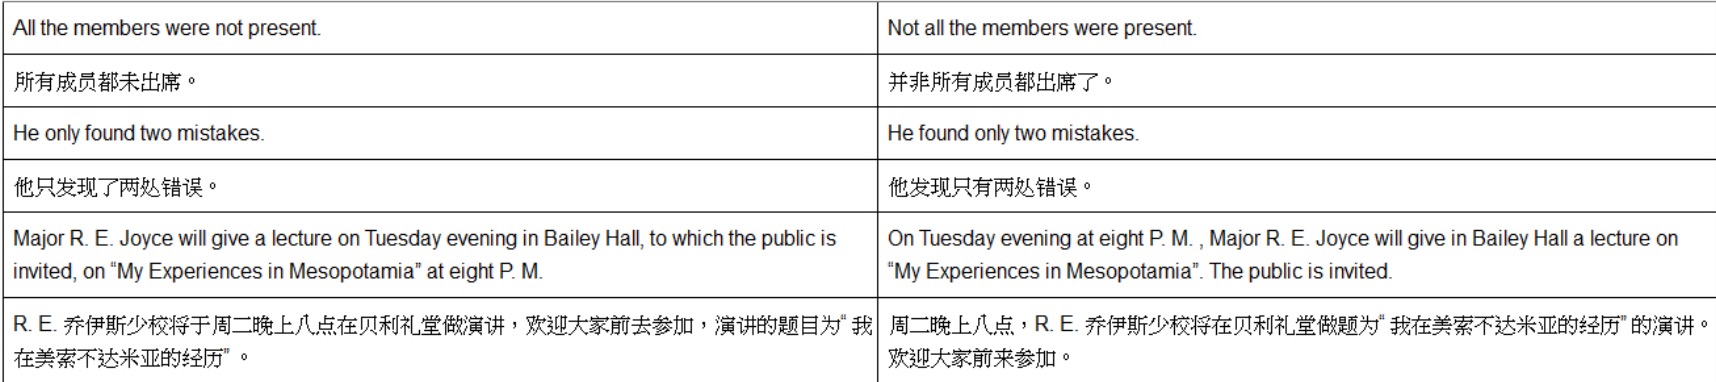 All the members were not present.
Not all the members were present.
所有成员都未出席。
并非所有成员都出席了。
He only found two mistakes.
He found only two mistakes.
他只发现了两处错误。
他发现只有两处错误。
Major R. E. Joyce will give a lecture on Tuesday evening in Bailey Hall, to which the public is
invited, on “My Experiences in Mesopotamia” at eight P. M.
On Tuesday evening at eight P. M. , Major R. E. Joyce will give in Bailey Hall a lecture on
“My Experiences in Mesopotamia”. The public is invited.
R. E. 乔伊斯少校将于周二晚上八点在贝利礼堂做演讲，欢迎大家前去参加，演讲的题目为“ 我
在美索不达米亚的经历” 。
周二晚上八点，R. E. 乔伊斯少校将在贝利礼堂做题为“ 我在美索不达米亚的经历” 的演讲。
欢迎大家前来参加。